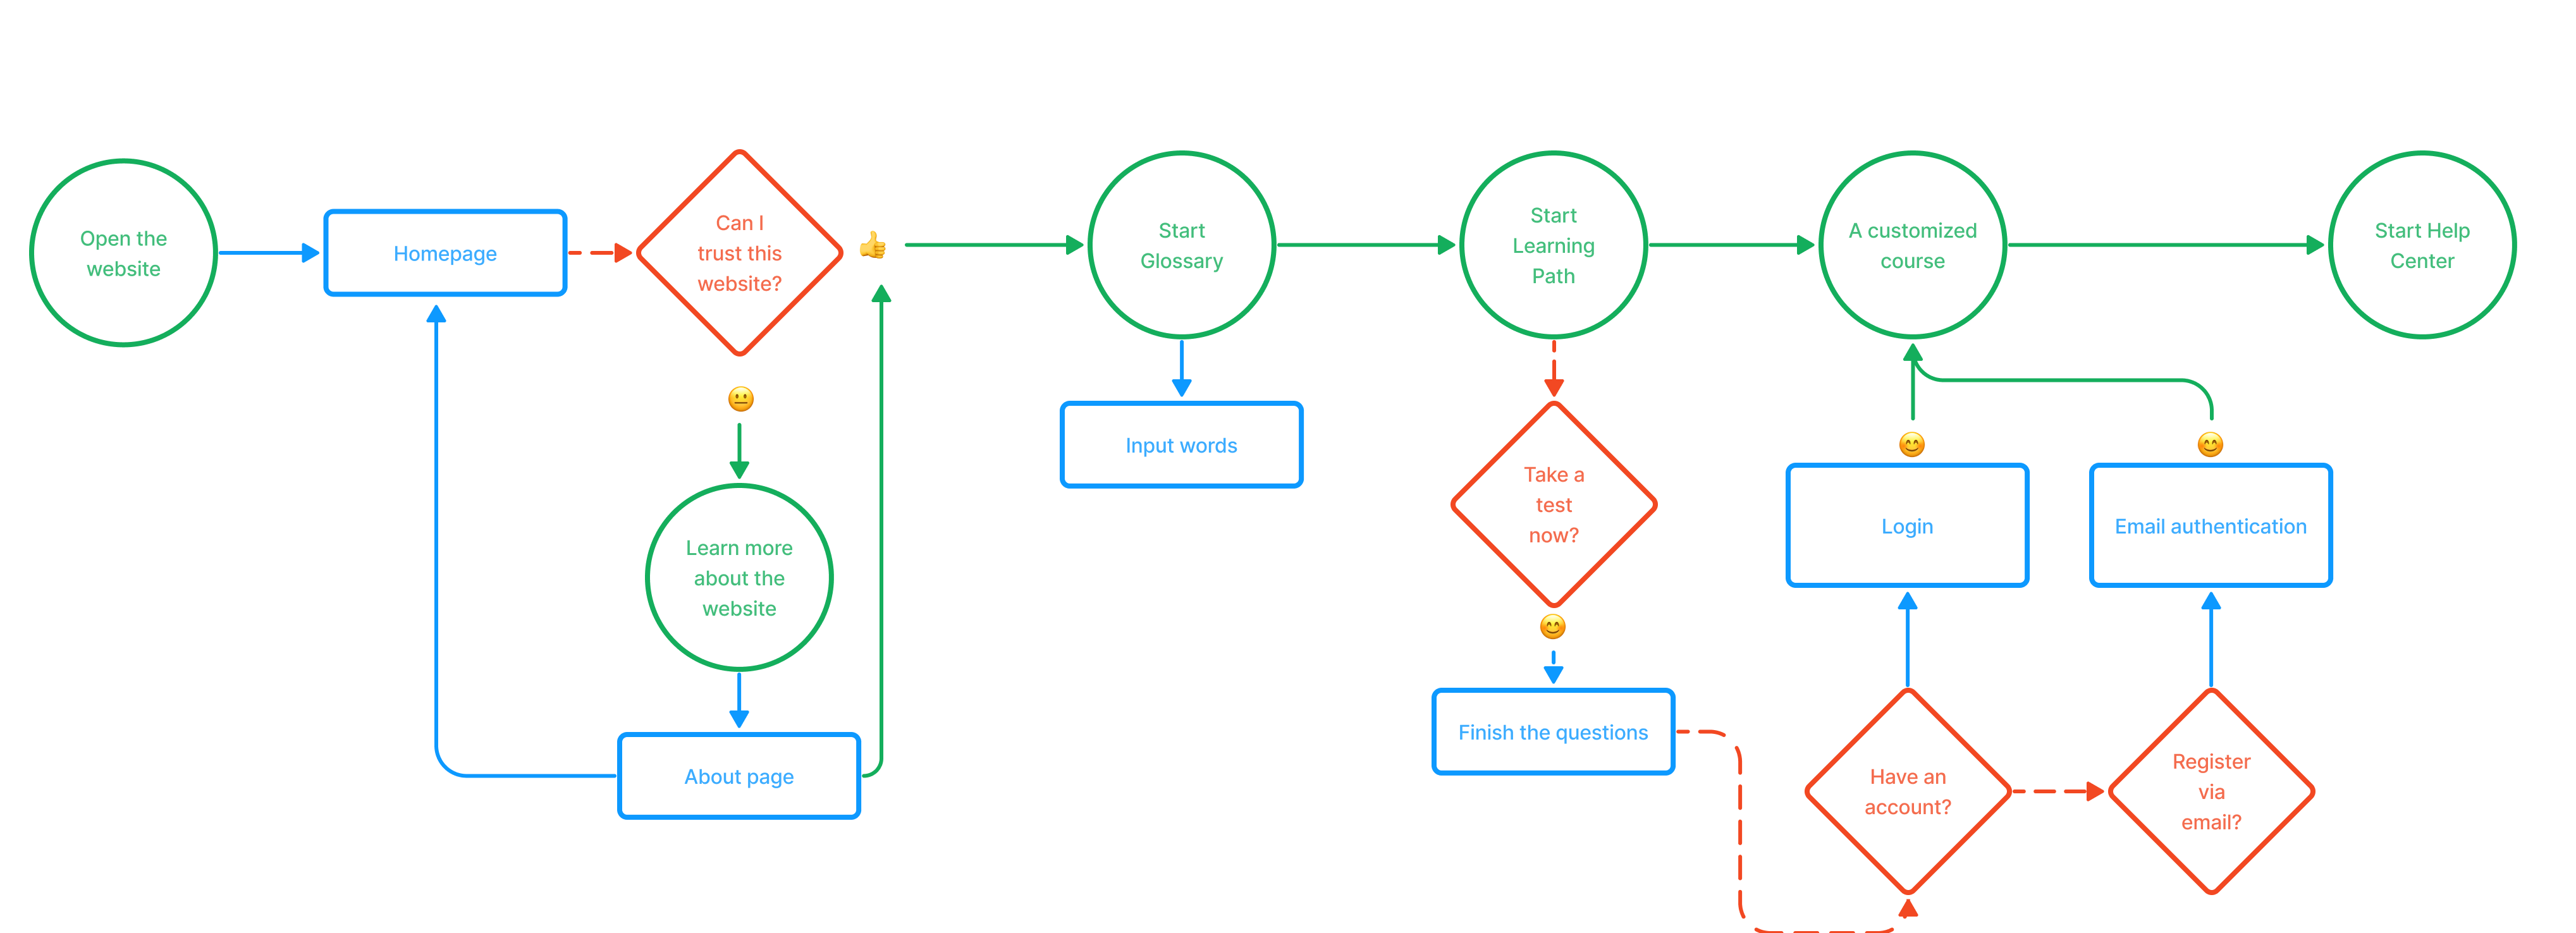 Open the
website
Homepage
Can I
trust this
website?
👍
Start
Glossary
Start
Learning
Path
A customized
course
Start Help
Center
😐
Learn more
about the
website
About page
Input words
Take a
test
now?
😊
Finish the questions
😊
Login
😊
Email authentication
Have an
account?
Register
via
email?